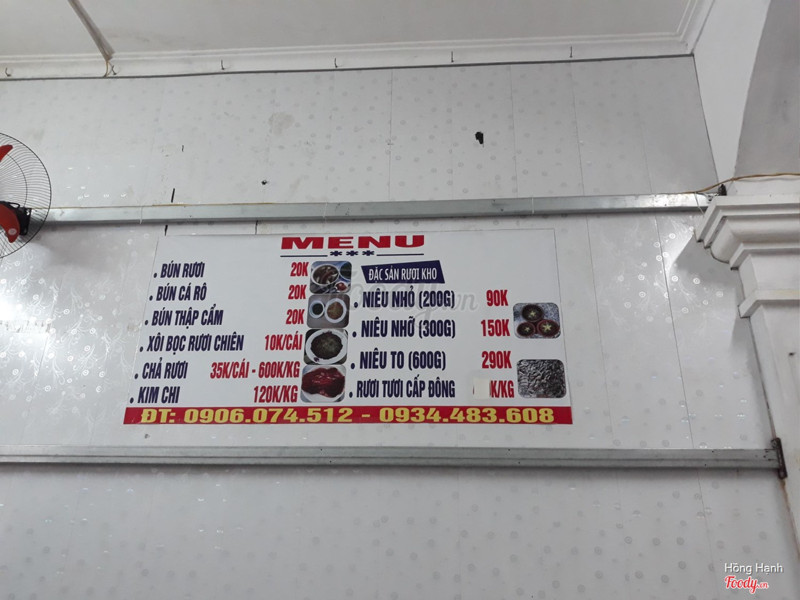 MENU
***
. BÚN RƯƠI 20K
. BÚN CÁ RÔ 20K
. BÚN THẬP CẨM 20K
. XÔI BỌC RƯƠI CHIÊN 10K/CÁI
. CHẢ RƯƠI 35K/CÁI - 600K/KG
. KIM CHI 120K/KG
ĐẶC SẢN RƯƠI KHO
. NIÊU NHỎ (200G) 90K
. NIÊU NHỠ (300G) 150K
. NIÊU TO (600G) 290K
. RƯƠI TƯƠI CẤP ĐÔNG K/KG
ĐT: 0906.074.512 - 0934.483.608
Foody.vn
Hồng Hạnh
Foody.vn